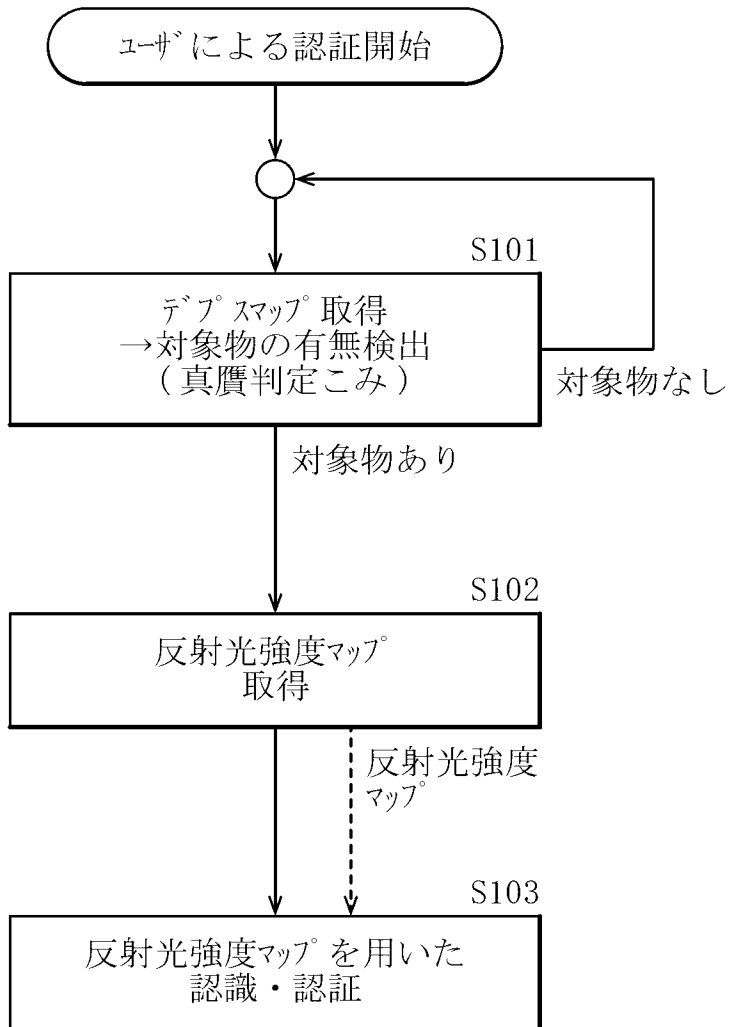 ユーザによる認証開始
S101
デプスマップ取得
→対象物の有無検出
(真贋判定こみ)
対象物なし
対象物あり
S102
反射光強度マップ
取得
反射光強度
マップ
S103
反射光強度マップを用いた
認識・認証